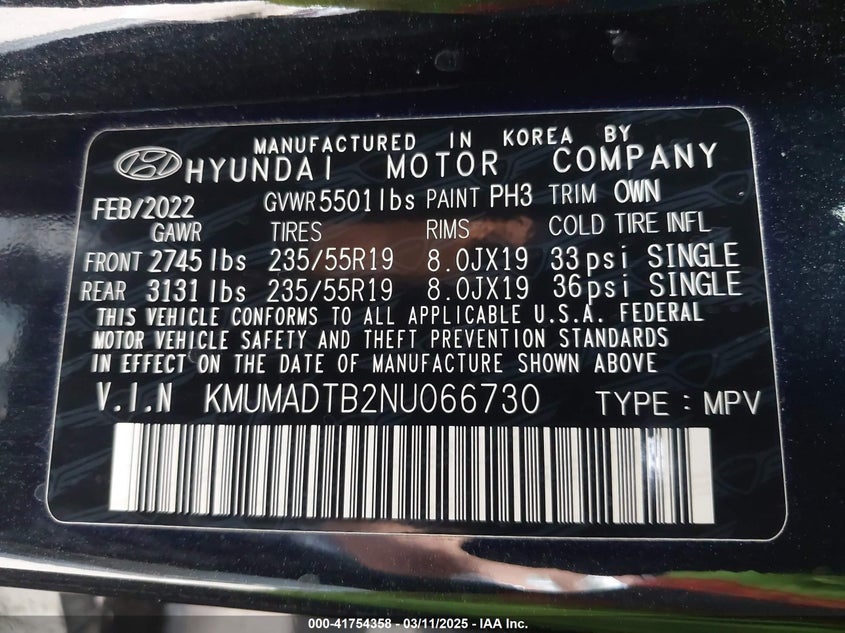 MANUFACTURED IN KOREA BY
HYUNDAI MOTOR COMPANY
FEB/2022 GVWR 5501 lbs PAINT PH3 TRIM OWN
GAWR TIRES RIMS COLD TIRE INFL
FRONT 2745 lbs 235/55R19 8.0JX19 33 psi SINGLE
REAR 3131 lbs 235/55R19 8.0JX19 36 psi SINGLE
THIS VEHICLE CONFORMS TO ALL APPLICABLE U.S.A. FEDERAL
MOTOR VEHICLE SAFETY AND THEFT PREVENTION STANDARDS
IN EFFECT ON THE DATE OF MANUFACTURE SHOWN ABOVE
V.I.N KMUMADTB2NU066730 TYPE : MPV
000-41754358 - 03/11/2025 - IAA Inc.